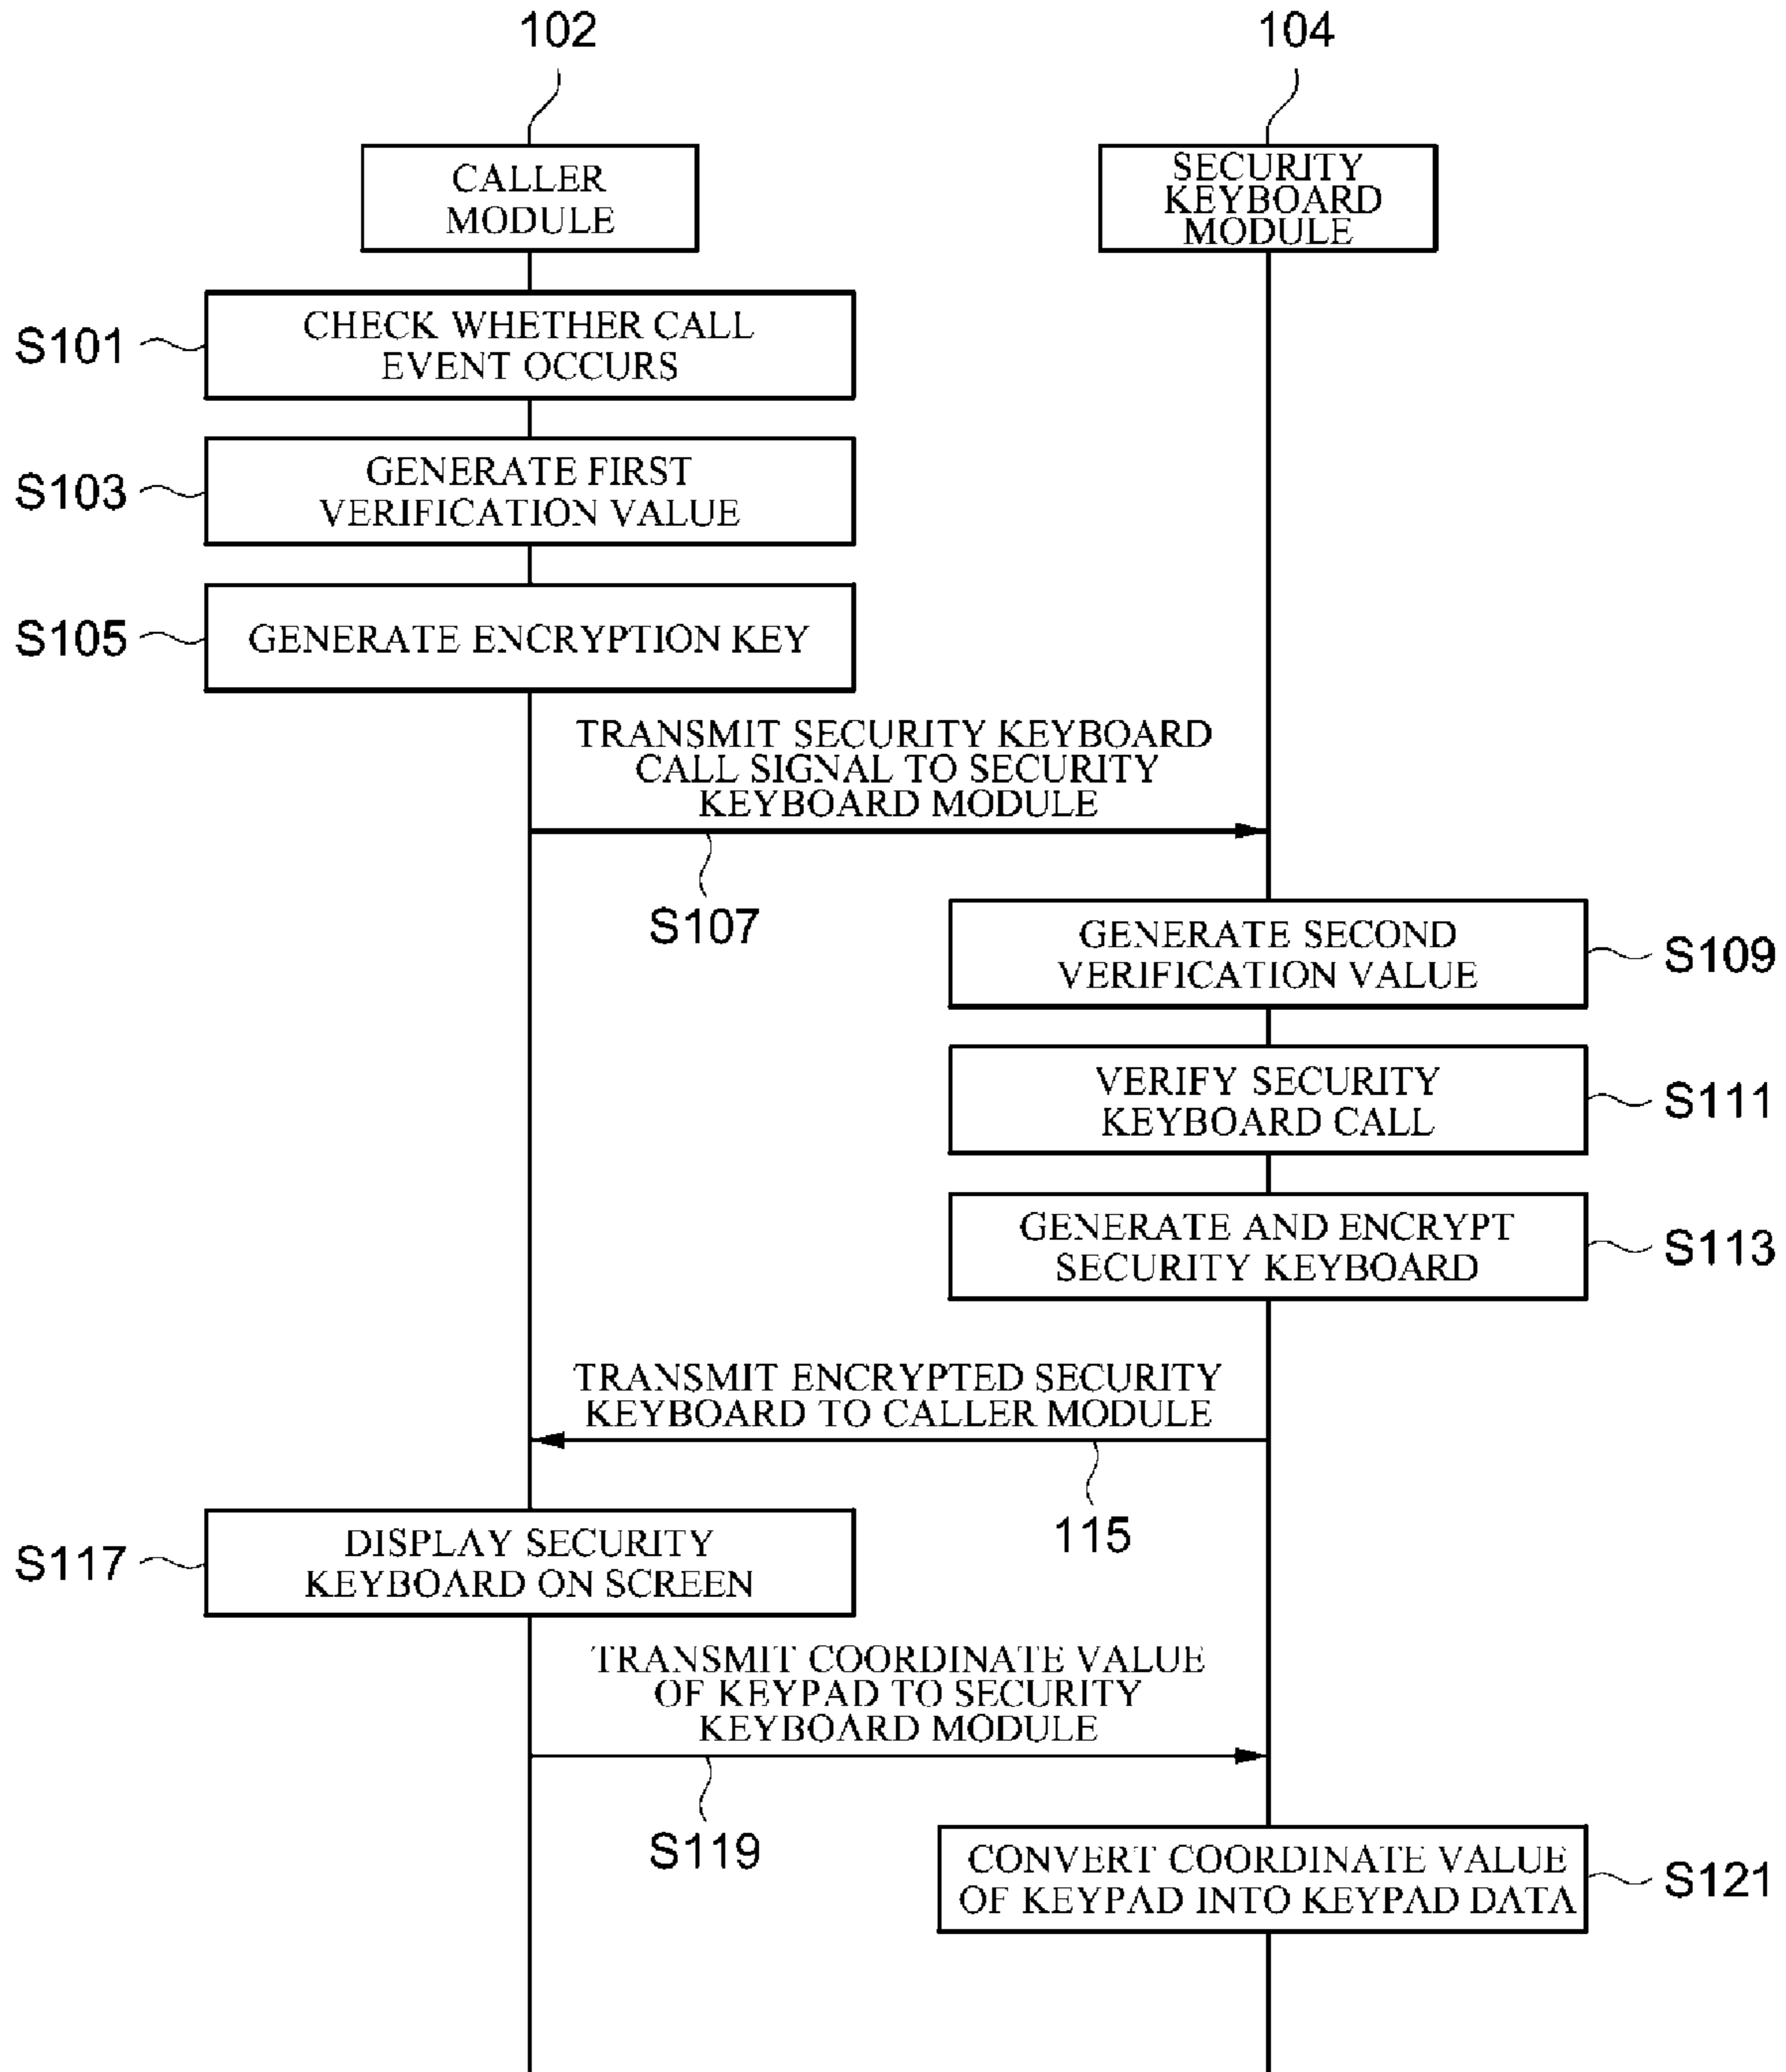 102
104
CALLER
MODULE
SECURITY
KEYBOARD
MODULE
S101
CHECK WHETHER CALL
EVENT OCCURS
S103
GENERATE FIRST
VERIFICATION VALUE
S105
GENERATE ENCRYPTION KEY
TRANSMIT SECURITY KEYBOARD
CALL SIGNAL TO SECURITY
KEYBOARD MODULE
S107
GENERATE SECOND
VERIFICATION VALUE
S109
VERIFY SECURITY
KEYBOARD CALL
S111
GENERATE AND ENCRYPT
SECURITY KEYBOARD
S113
TRANSMIT ENCRYPTED SECURITY
KEYBOARD TO CALLER MODULE
115
S117
DISPLAY SECURITY
KEYBOARD ON SCREEN
TRANSMIT COORDINATE VALUE
OF KEYPAD TO SECURITY
KEYBOARD MODULE
S119
CONVERT COORDINATE VALUE
OF KEYPAD INTO KEYPAD DATA
S121